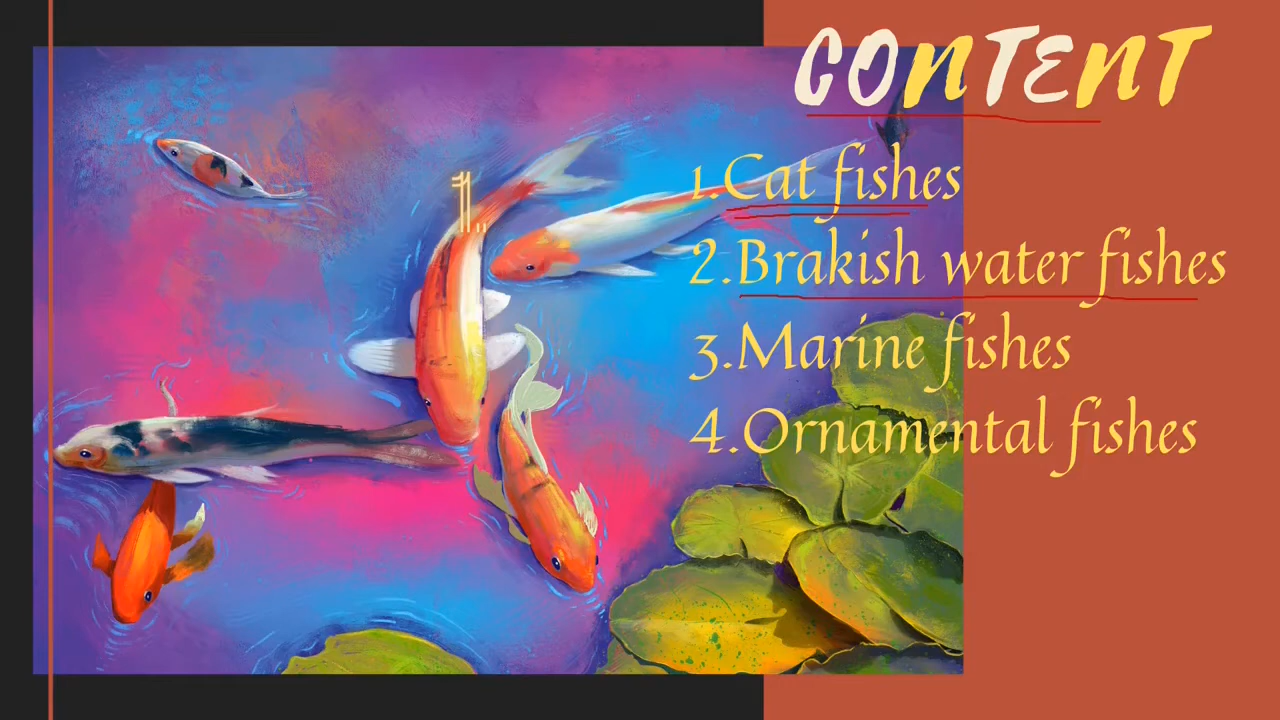 CONTENT
1.Cat fishes
2.Brakish water fishes
3.Marine fishes
4.Ornamental fishes